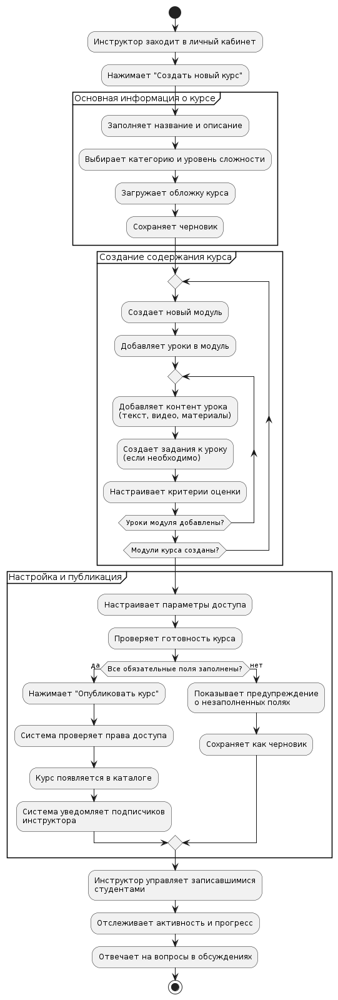 Инструктор заходит в личный кабинет
Нажимает "Создать новый курс"
Основная информация о курсе
Заполняет название и описание
Выбирает категорию и уровень сложности
Загружает обложку курса
Сохраняет черновик
Создание содержания курса
Создает новый модуль
Добавляет уроки в модуль
Добавляет контент урока
(текст, видео, материалы)
Создает задания к уроку
(если необходимо)
Настраивает критерии оценки
Уроки модуля добавлены?
Модули курса созданы?
Настройка и публикация
Настраивает параметры доступа
Проверяет готовность курса
да
Все обязательные поля заполнены?
нет
Нажимает "Опубликовать курс"
Система проверяет права доступа
Курс появляется в каталоге
Система уведомляет подписчиков
инструктора
Показывает предупреждение
о незаполненных полях
Сохраняет как черновик
Инструктор управляет записавшимися
студентами
Отслеживает активность и прогресс
Отвечает на вопросы в обсуждениях